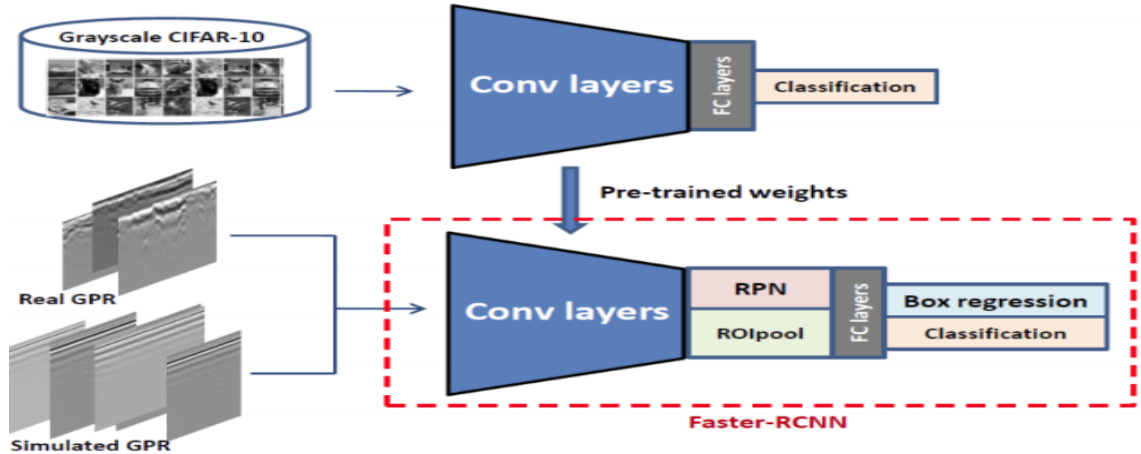 Grayscale CIFAR-10
Conv layers
FC layers
Classification
Pre-trained weights
Real GPR
Simulated GPR
Conv layers
RPN
ROIpool
FC layers
Box regression
Classification
Faster-RCNN